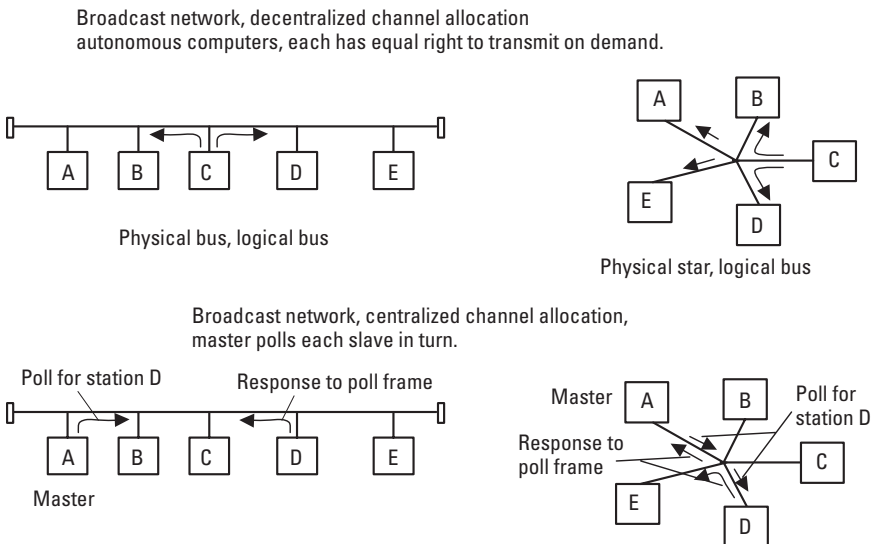 Broadcast network, decentralized channel allocation
autonomous computers, each has equal right to transmit on demand.
A
B
C
D
E
Physical bus, logical bus
A
B
C
E
D
Physical star, logical bus
Broadcast network, centralized channel allocation,
master polls each slave in turn.
Poll for station D
Response to poll frame
A
B
C
D
E
Master
Master
A
B
Poll for
station D
Response to
poll frame
C
E
D